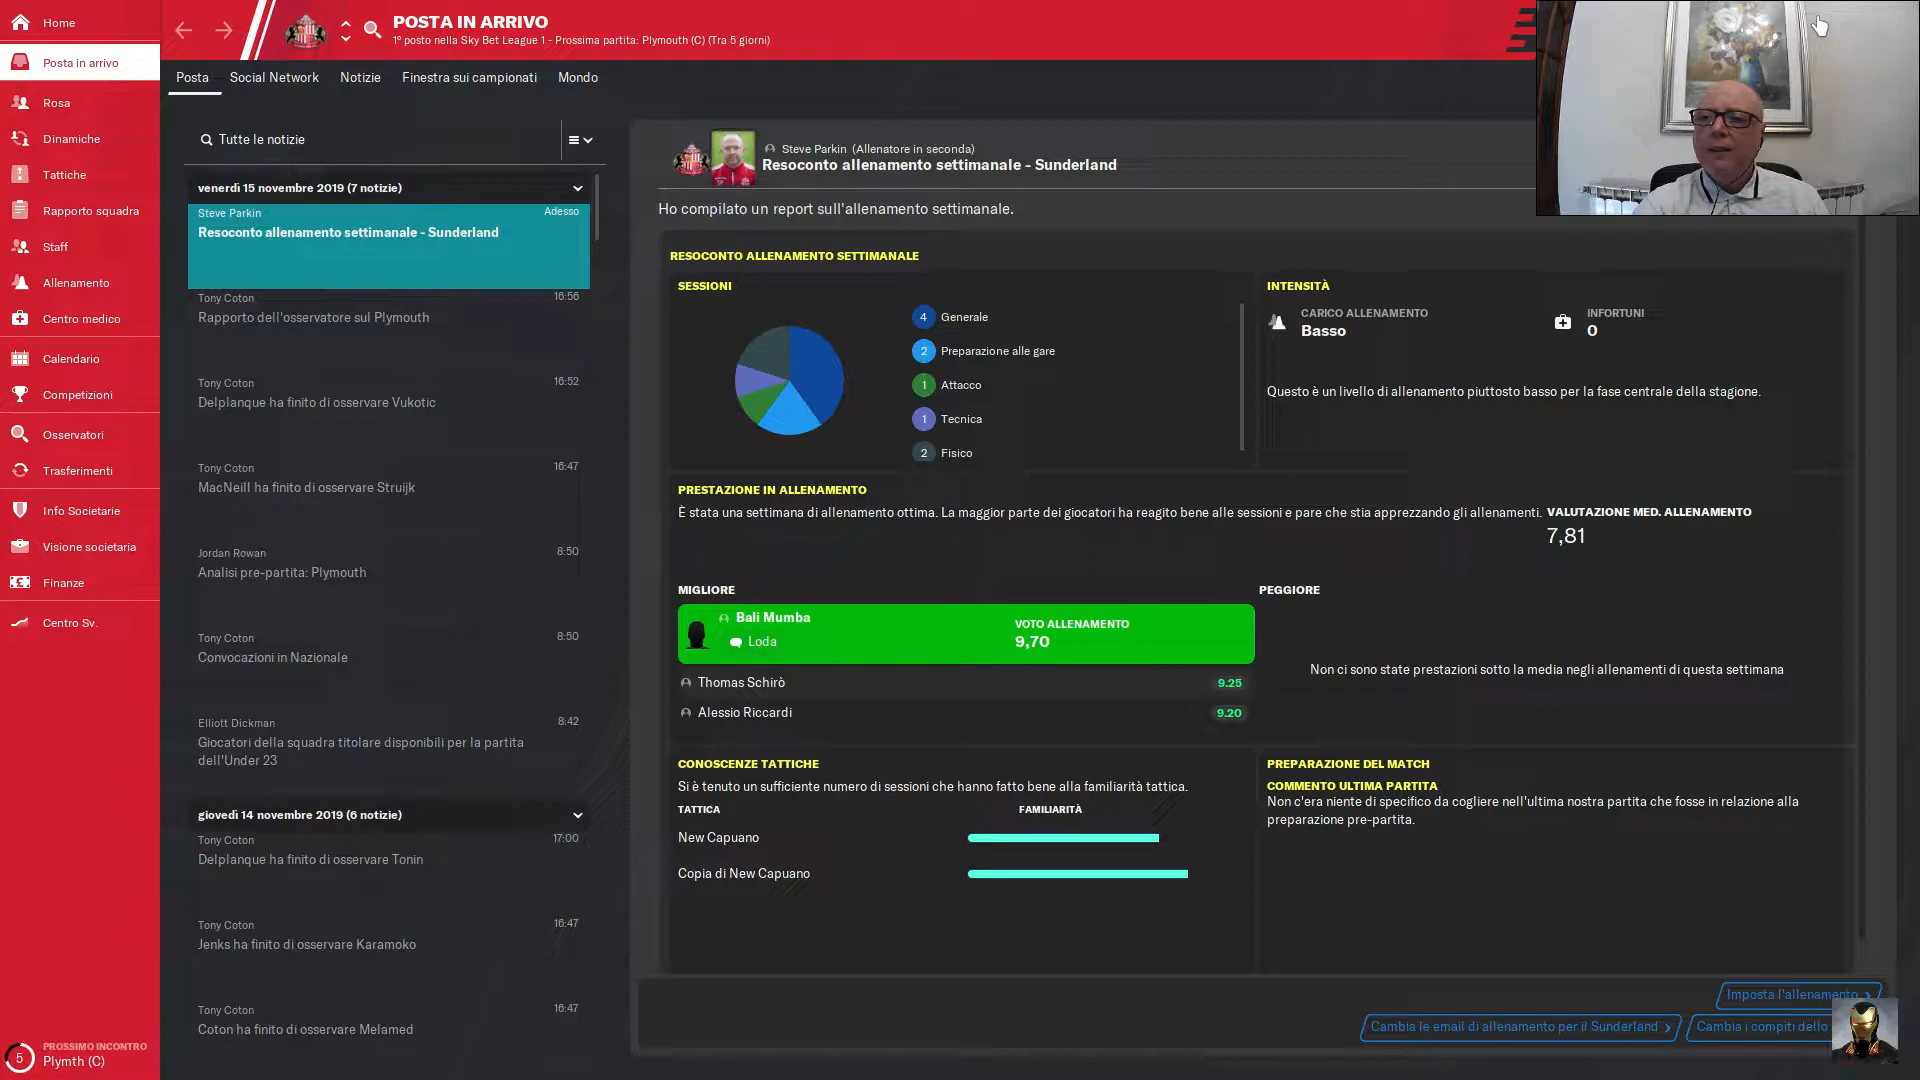 Home
Posta in arrivo
Rosa
Dinamiche
Tattiche
Rapporto squadra
Staff
Allenamento
Centro medico
Calendario
Competizioni
Osservatori
Trasferimenti
Info Societarie
Visione societaria
Finanze
Centro Sv.
5
PROSSIMO INCONTRO
Plymth (C)
POSTA IN ARRIVO
1° posto nella Sky Bet League 1 - Prossima partita: Plymouth (C) (Tra 5 giorni)
Posta Social Network Notizie Finestra sui campionati Mondo
Tutte le notizie
venerdì 15 novembre 2019 (7 notizie)
Steve Parkin Adesso
Resoconto allenamento settimanale - Sunderland
Tony Coton 16:56
Rapporto dell'osservatore sul Plymouth
Tony Coton 16:52
Delplanque ha finito di osservare Vukotic
Tony Coton 16:47
MacNeill ha finito di osservare Struijk
Jordan Rowan 8:50
Analisi pre-partita: Plymouth
Tony Coton 8:50
Convocazioni in Nazionale
Elliott Dickman 8:42
Giocatori della squadra titolare disponibili per la partita
dell'Under 23
giovedì 14 novembre 2019 (6 notizie)
Tony Coton 17:00
Delplanque ha finito di osservare Tonin
Tony Coton 16:47
Jenks ha finito di osservare Karamoko
Tony Coton 16:47
Coton ha finito di osservare Melamed
Steve Parkin (Allenatore in seconda)
Resoconto allenamento settimanale - Sunderland
Ho compilato un report sull'allenamento settimanale.
RESOCONTO ALLENAMENTO SETTIMANALE
SESSIONI
4 Generale
2 Preparazione alle gare
1 Attacco
1 Tecnica
2 Fisico
INTENSITÀ
CARICO ALLENAMENTO
Basso
INFORTUNI
0
Questo è un livello di allenamento piuttosto basso per la fase centrale della stagione.
PRESTAZIONE IN ALLENAMENTO
È stata una settimana di allenamento ottima. La maggior parte dei giocatori ha reagito bene alle sessioni e pare che stia apprezzando gli allenamenti.
VALUTAZIONE MED. ALLENAMENTO
7,81
MIGLIORE
Bali Mumba
Loda
VOTO ALLENAMENTO
9,70
Thomas Schirò 9.25
Alessio Riccardi 9.20
PEGGIORE
Non ci sono state prestazioni sotto la media negli allenamenti di questa settimana
CONOSCENZE TATTICHE
Si è tenuto un sufficiente numero di sessioni che hanno fatto bene alla familiarità tattica.
TATTICA FAMILIARITÀ
New Capuano
Copia di New Capuano
PREPARAZIONE DEL MATCH
COMMENTO ULTIMA PARTITA
Non c'era niente di specifico da cogliere nell'ultima nostra partita che fosse in relazione alla
preparazione pre-partita.
Imposta l'allenamento
Cambia le email di allenamento per il Sunderland
Cambia i compiti dello